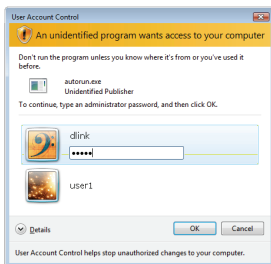 User Account Control
An unidentified program wants access to your computer
Don't run the program unless you know where it's from or you've used it
before.
autorun.exe
Unidentified Publisher
To continue, type an administrator password, and then click OK.
dlink
•••••
user1
Details
OK Cancel
User Account Control helps stop unauthorized changes to your computer.